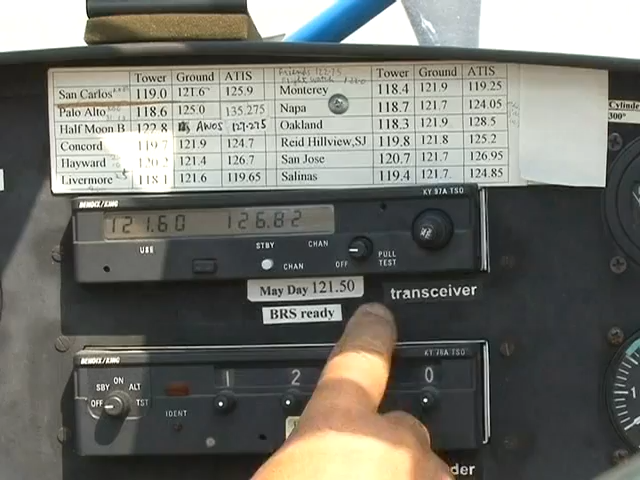 Tower Ground ATIS Tower Ground ATIS
San Carlos 119.0 121.6 125.9 Monterey 118.4 121.9 119.25
Palo Alto 118.6 125.0 135.275 Napa 118.7 121.7 124.05
Half Moon B 122.8 AWOS 127.275 Oakland 118.3 121.9 128.5
Concord 119.7 121.9 124.7 Reid Hillview,SJ 119.8 121.8 125.2
Hayward 120.2 121.4 126.7 San Jose 120.7 121.7 126.95
Livermore 118.1 121.6 119.65 Salinas 119.4 121.7 124.85
Cylinder
300°
BENDIX/KING KY 97A TSO
121.60 126.82
USE STBY CHAN
CHAN OFF PULL
TEST
May Day 121.50
transceiver
BRS ready
BENDIX/KING KT 76A TSO
SBY ON ALT
OFF TST
IDENT
1 2 0
1